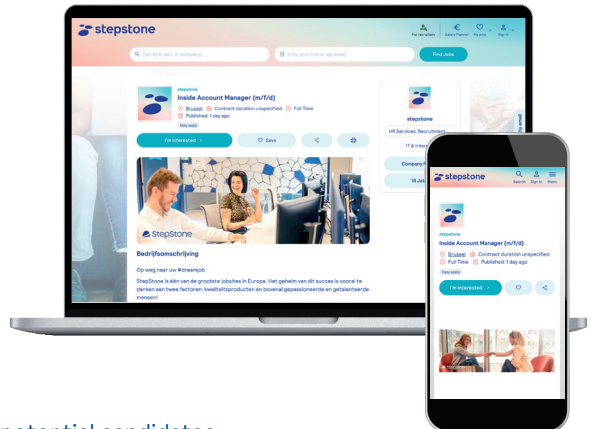 stepstone
For recruiters
Salary Planner
My jobs
Sign in
(job title, skill, or company)
(city, province or zip code)
Find Jobs
stepstone
Inside Account Manager (m/f/d)
Brussel Contract duration unspecified Full Time
Published: 1 day ago
Easy apply
I'm interested
Save
StepStone
Bedrijfsomschrijving
Op weg naar uw #dreamjob
StepStone is één van de grootste jobsites in Europa. Het geheim van dit succes is vooral te
danken aan twee factoren: kwaliteitsproducten en bovenal gepassioneerde en getalenteerde
mensen!
stepstone
HR Services, Recruitment
IT & Inter
Company
by email
stepstone
Search
Sign in
Menu
stepstone
Inside Account Manager (m/f/d)
Brussel Contract duration unspecified
Full Time Published: 1 day ago
Easy apply
I'm interested
potential candidates